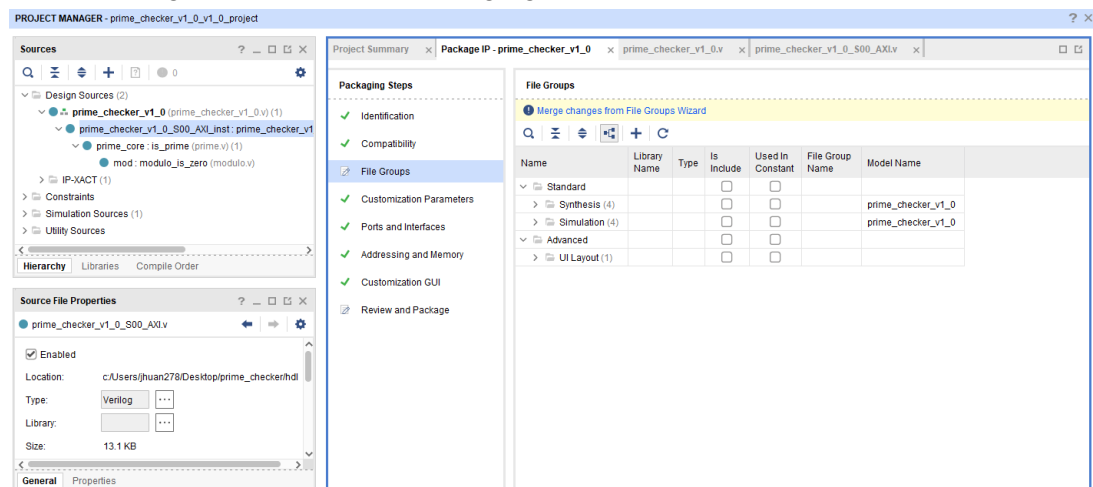 PROJECT MANAGER - prime_checker_v1_0_v1_0_project
? ×
Sources
? _ □ ×
0
Design Sources (2)
prime_checker_v1_0 (prime_checker_v1_0.v) (1)
prime_checker_v1_0_S00_AXI_inst : prime_checker_v1
prime_core : is_prime (prime.v) (1)
mod : modulo_is_zero (modulo.v)
IP-XACT (1)
Constraints
Simulation Sources (1)
Utility Sources
Hierarchy Libraries Compile Order
Source File Properties
? _ □ ×
prime_checker_v1_0_S00_AXI.v
Enabled
Location: c:/Users/jhuan278/Desktop/prime_checker/hdl
Type: Verilog ...
Library: ...
Size: 13.1 KB
General Properties
Project Summary × Package IP - prime_checker_v1_0 × prime_checker_v1_0.v × prime_checker_v1_0_S00_AXI.v ×
Packaging Steps
Identification
Compatibility
File Groups
Customization Parameters
Ports and Interfaces
Addressing and Memory
Customization GUI
Review and Package
File Groups
Merge changes from File Groups Wizard
Name Library Name Type Is Include Used In Constant File Group Name Model Name
Standard
Synthesis (4) prime_checker_v1_0
Simulation (4) prime_checker_v1_0
Advanced
UI Layout (1)